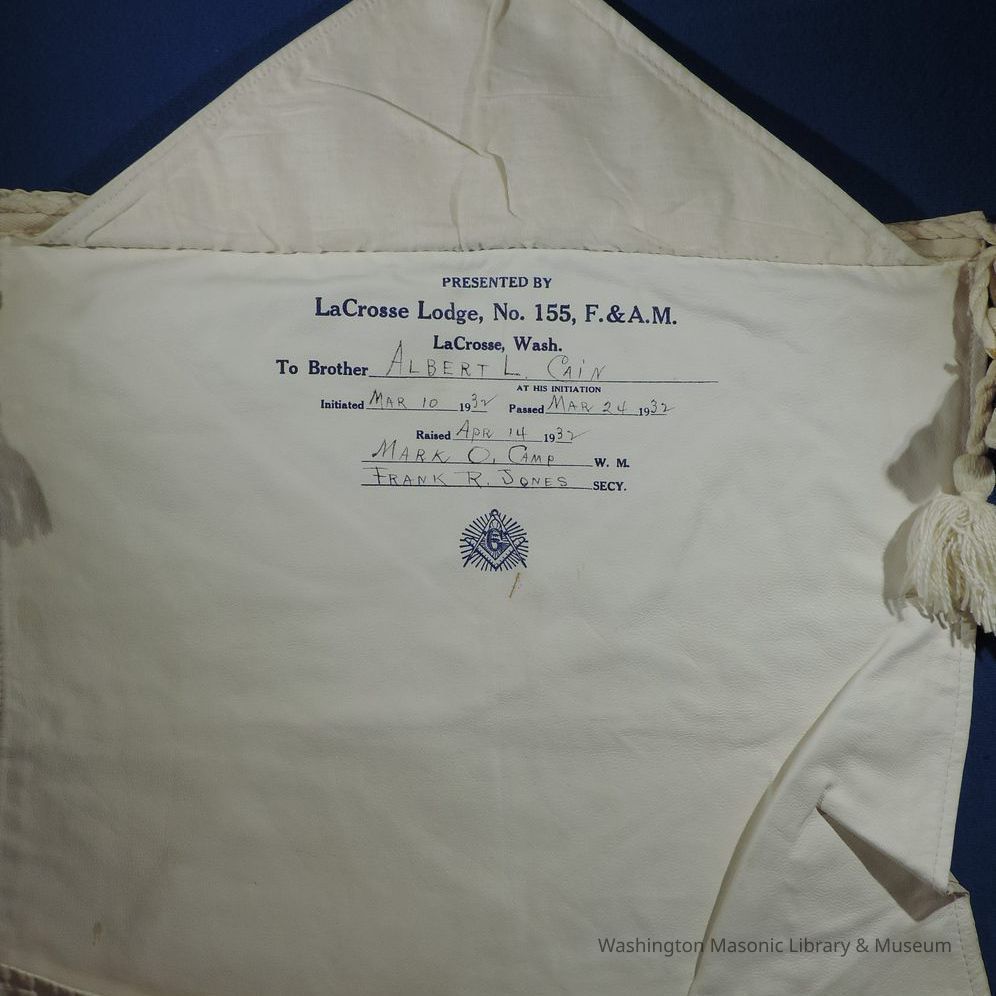 PRESENTED BY
LaCrosse Lodge, No. 155, F.&A.M.
LaCrosse, Wash.
To Brother ALBERT L. CAIN
AT HIS INITIATION
Initiated MAR 10 1932 Passed MAR 24 1932
Raised APR 14 1932
MARK O. CAMP W. M.
FRANK R. JONES SECY.
G
Washington Masonic Library & Museum